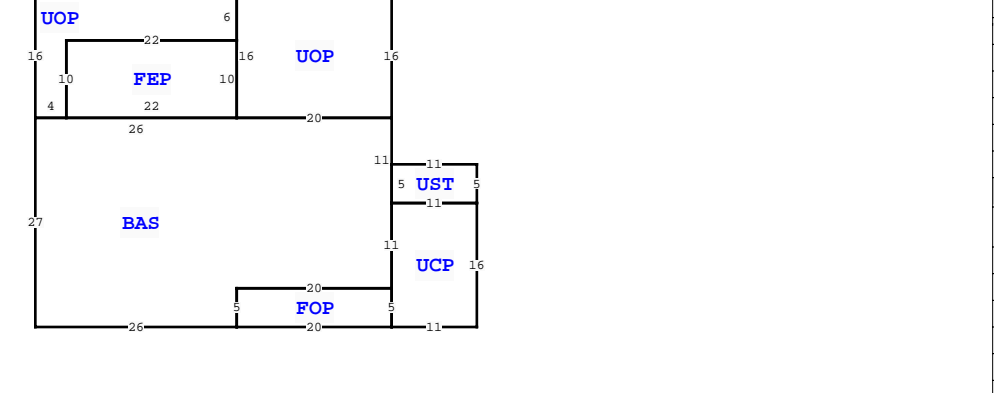 UOP 6
22
16 16 UOP 16
10 FEP 10
4 22
20
26
11 11
5 UST 5
11
27 BAS
11
UCP 16
20
5 FOP 5
26 20 11